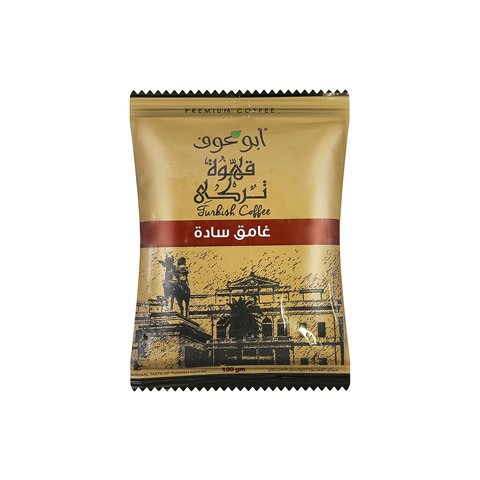 PREMIUM COFFEE
أبو عوف
قهوة
تركي
Turkish Coffee
غامق سادة
100 gm